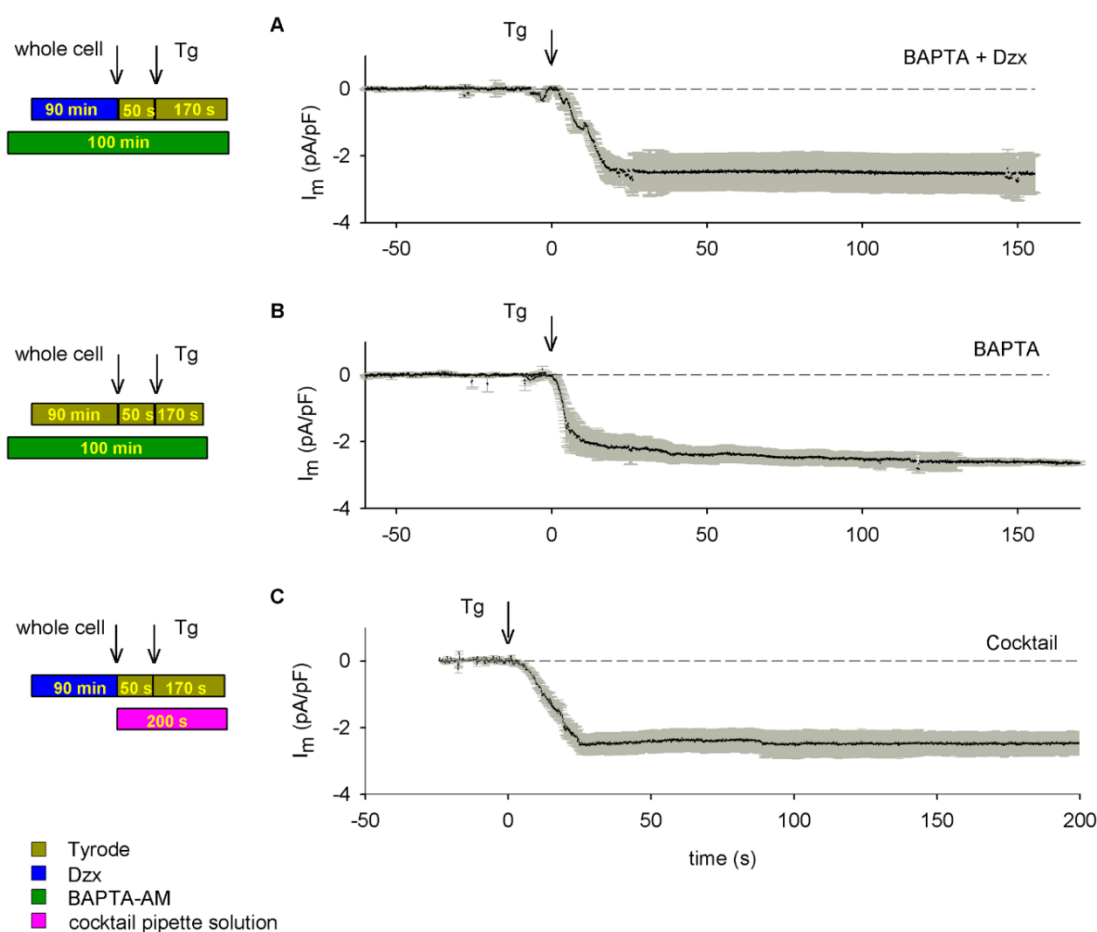 A
whole cell
Tg
90 min
50 s
170 s
100 min
Tg
BAPTA + Dzx
Im (pA/pF)
0
-2
-4
-50
0
50
100
150
B
whole cell
Tg
90 min
50 s
170 s
100 min
Tg
BAPTA
Im (pA/pF)
0
-2
-4
-50
0
50
100
150
C
whole cell
Tg
90 min
50 s
170 s
200 s
Tg
Cocktail
Im (pA/pF)
0
-2
-4
-50
0
50
100
150
200
time (s)
Tyrode
Dzx
BAPTA-AM
cocktail pipette solution